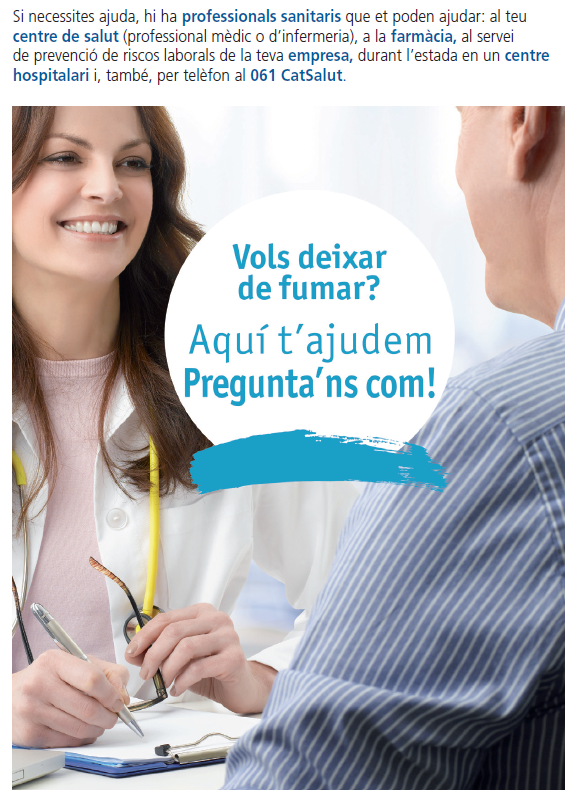 Si necessites ajuda, hi ha professionals sanitaris que et poden ajudar: al teu
centre de salut (professional mèdic o d’infermeria), a la farmàcia, al servei
de prevenció de riscos laborals de la teva empresa, durant l’estada en un centre
hospitalari i, també, per telèfon al 061 CatSalut.
Vols deixar
de fumar?
Aquí t’ajudem
Pregunta’ns com!